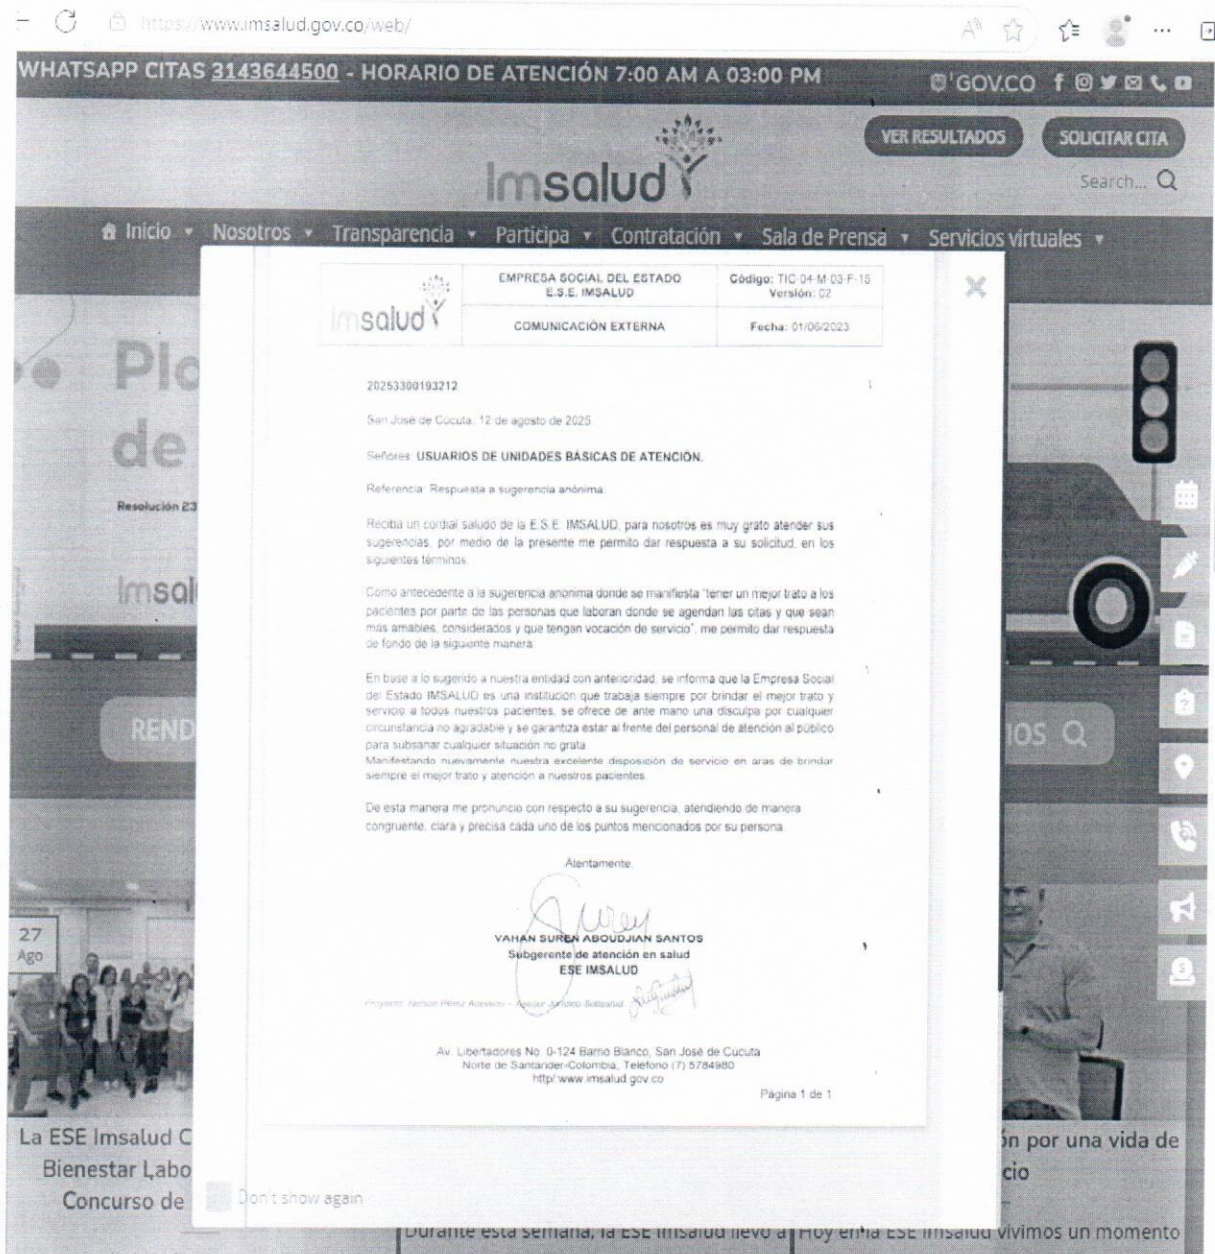 https://www.imsalud.gov.co/web/
WHATSAPP CITAS 3143644500 - HORARIO DE ATENCIÓN 7:00 AM A 03:00 PM
GOV.CO
VER RESULTADOS
SOLICITAR CITA
Imsalud
Search...
Inicio
Nosotros
Transparencia
Participa
Contratación
Sala de Prensa
Servicios virtuales
imsalud
EMPRESA SOCIAL DEL ESTADO
E.S.E. IMSALUD
Código: TIC-04-M-03-F-15
Versión: 02
COMUNICACIÓN EXTERNA
Fecha: 01/06/2023
20253300193212
San José de Cúcuta, 12 de agosto de 2025.
Señores: USUARIOS DE UNIDADES BÁSICAS DE ATENCIÓN.
Referencia: Respuesta a sugerencia anónima.
Reciba un cordial saludo de la E.S.E. IMSALUD, para nosotros es muy grato atender sus
sugerencias, por medio de la presente me permito dar respuesta a su solicitud, en los
siguientes términos:
Como antecedente a la sugerencia anónima donde se manifiesta "tener un mejor trato a los
pacientes por parte de las personas que laboran donde se agendan las citas y que sean
más amables, considerados y que tengan vocación de servicio", me permito dar respuesta
de fondo de la siguiente manera:
En base a lo sugerido a nuestra entidad con anterioridad, se informa que la Empresa Social
del Estado IMSALUD es una institución que trabaja siempre por brindar el mejor trato y
servicio a todos nuestros pacientes, se ofrece de ante mano una disculpa por cualquier
circunstancia no agradable y se garantiza estar al frente del personal de atención al público
para subsanar cualquier situación no grata.
Manifestando nuevamente nuestra excelente disposición de servicio en aras de brindar
siempre el mejor trato y atención a nuestros pacientes.
De esta manera me pronuncio con respecto a su sugerencia, atendiendo de manera
congruente, clara y precisa cada uno de los puntos mencionados por su persona.
Atentamente,
VAHAN SUREN ABOUDJIAN SANTOS
Subgerente de atención en salud
ESE IMSALUD
Proyectó: Nelson Pérez Acevedo – Asesor Jurídico Subsalud
Av. Libertadores No. 0-124 Barrio Blanco, San José de Cúcuta
Norte de Santander-Colombia, Teléfono (7) 5784980
http/ www.imsalud.gov.co
Página 1 de 1
Don't show again
Plo
de
Resolución 23
Imsal
REND
IOS
27
Ago
La ESE Imsalud C
Bienestar Labo
Concurso de
ón por una vida de
cio
Durante esta semana, la ESE Imsalud llevó a
Hoy en la ESE Imsalud vivimos un momento